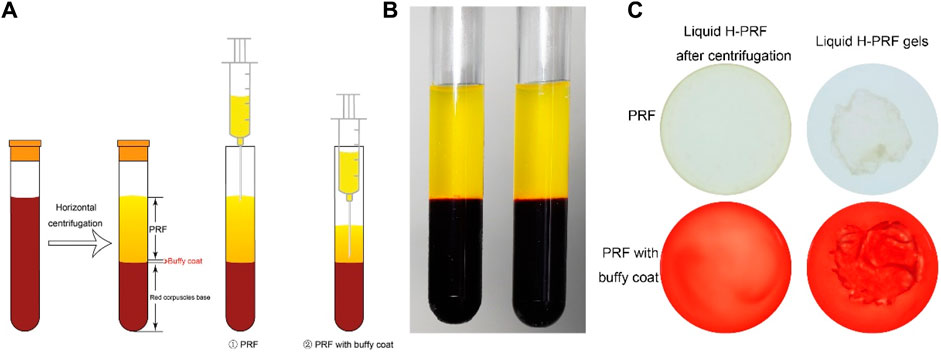 A
Horizontal
centrifugation
PRF
Buffy coat
Red corpuscles base
① PRF
② PRF with buffy coat
B
C
Liquid H-PRF
after centrifugation
Liquid H-PRF gels
PRF
PRF with
buffy coat